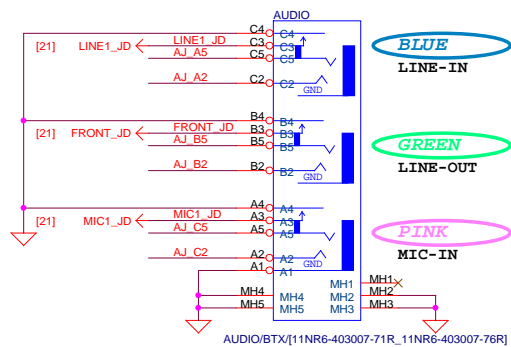 AUDIO
C4 C4
[21] LINE1_JD LINE1_JD C3 C3
AJ_A5 C5 C5
AJ_A2 C2 C2
GND
BLUE
LINE-IN
B4 B4
[21] FRONT_JD FRONT_JD B3 B3
AJ_B5 B5 B5
AJ_B2 B2 B2
GND
GREEN
LINE-OUT
A4 A4
[21] MIC1_JD MIC1_JD A3 A3
AJ_C5 A5 A5
AJ_C2 A2 A2
GND
A1 A1
PINK
MIC-IN
MH1 MH1
MH4 MH4 MH2 MH2
MH5 MH5 MH3 MH3
AUDIO/BTX/[11NR6-403007-71R_11NR6-403007-76R]